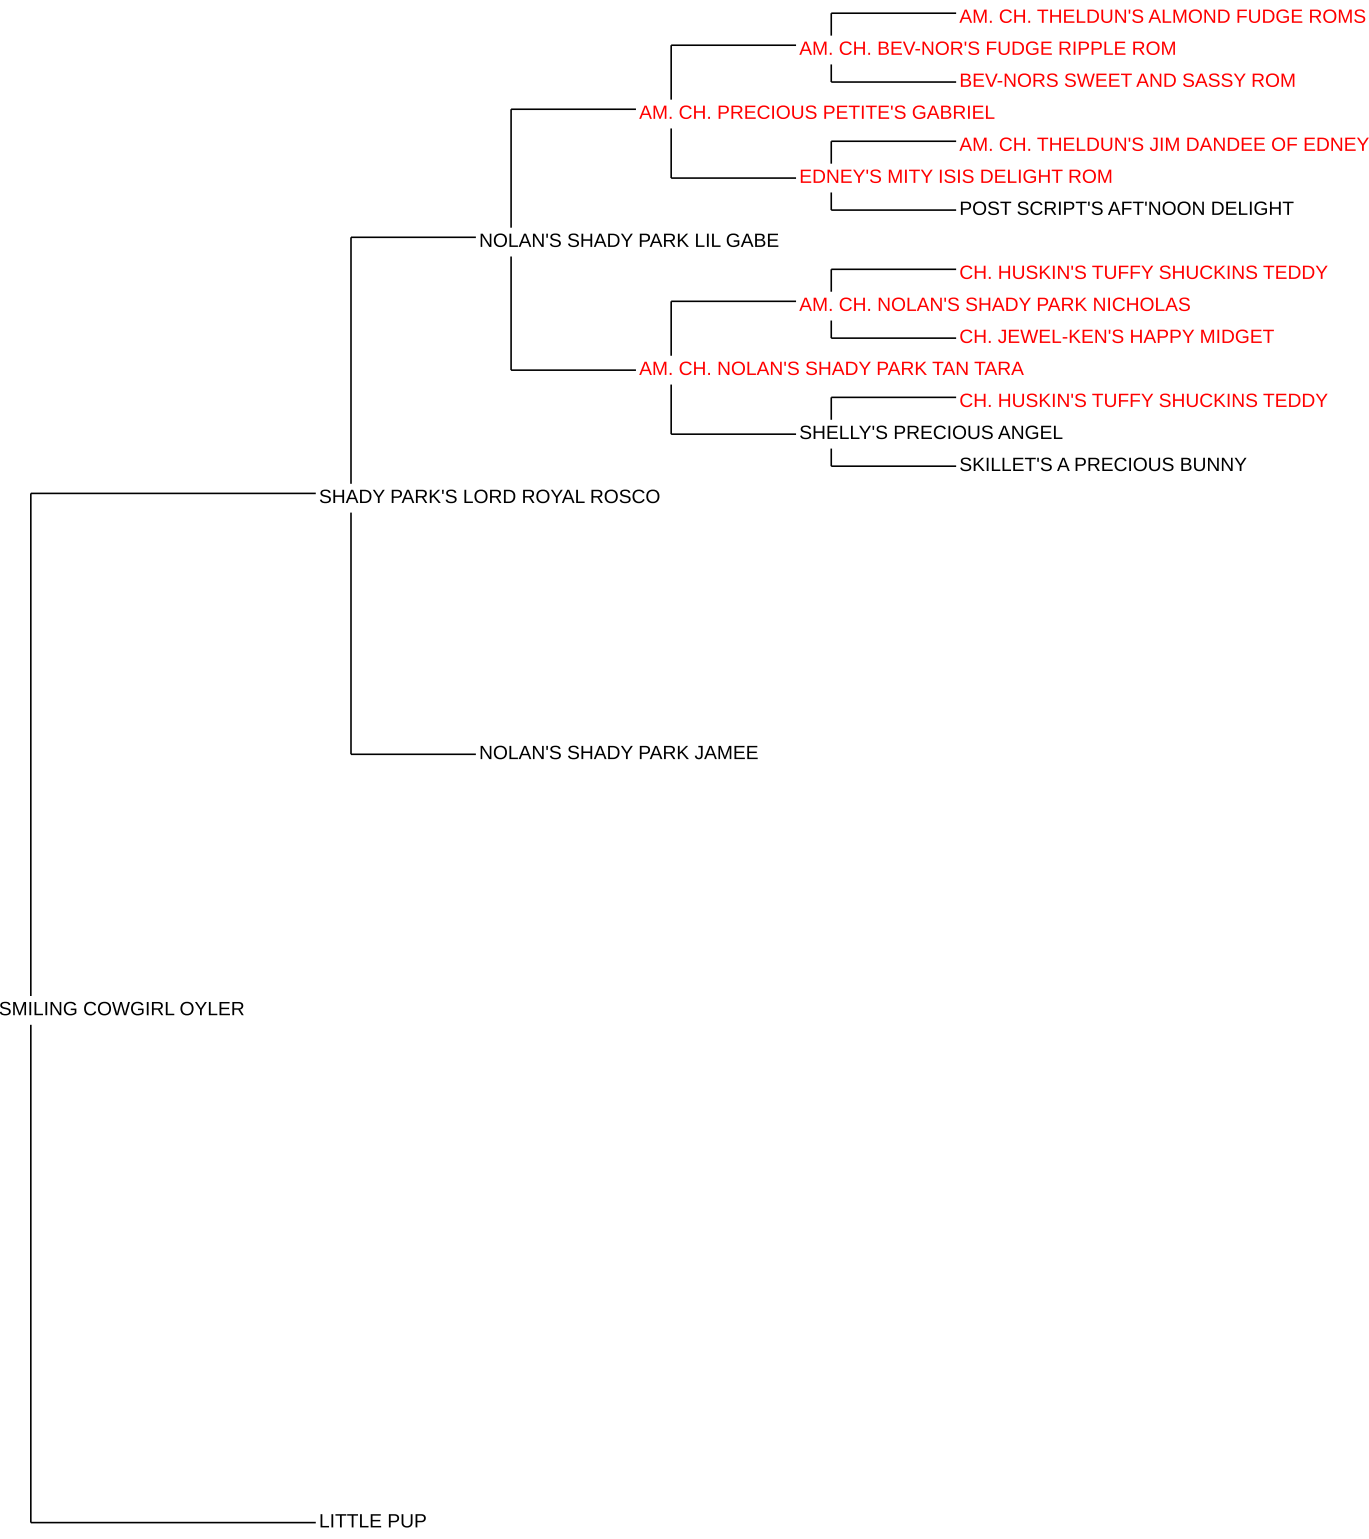 AM. CH. THELDUN'S ALMOND FUDGE ROMS
AM. CH. BEV-NOR'S FUDGE RIPPLE ROM
BEV-NORS SWEET AND SASSY ROM
AM. CH. PRECIOUS PETITE'S GABRIEL
AM. CH. THELDUN'S JIM DANDEE OF EDNEY
EDNEY'S MITY ISIS DELIGHT ROM
POST SCRIPT'S AFT'NOON DELIGHT
NOLAN'S SHADY PARK LIL GABE
CH. HUSKIN'S TUFFY SHUCKINS TEDDY
AM. CH. NOLAN'S SHADY PARK NICHOLAS
CH. JEWEL-KEN'S HAPPY MIDGET
AM. CH. NOLAN'S SHADY PARK TAN TARA
CH. HUSKIN'S TUFFY SHUCKINS TEDDY
SHELLY'S PRECIOUS ANGEL
SKILLET'S A PRECIOUS BUNNY
SHADY PARK'S LORD ROYAL ROSCO
NOLAN'S SHADY PARK JAMEE
SMILING COWGIRL OYLER
LITTLE PUP